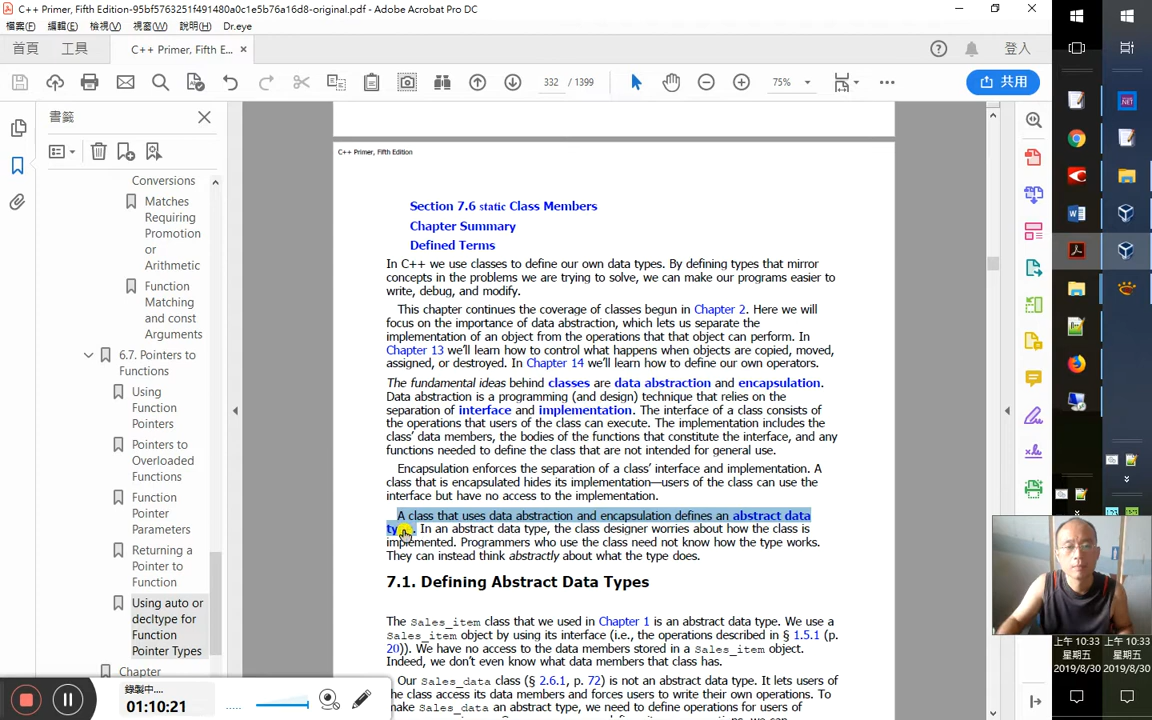 C++ Primer, Fifth Edition-95bf5763251f491480a0c1e5b76a16d8-original.pdf - Adobe Acrobat Pro DC
檔案(F) 編輯(E) 檢視(V) 視窗(W) 說明(H) Dr.eye
首頁 工具 C++ Primer, Fifth E... × 登入
332 / 1399 75% 共用
書籤
Conversions
Matches
Requiring
Promotion
or
Arithmetic
Function
Matching
and const
Arguments
6.7. Pointers to
Functions
Using
Function
Pointers
Pointers to
Overloaded
Functions
Function
Pointer
Parameters
Returning a
Pointer to
Function
Using auto or
decltype for
Function
Pointer Types
Chapter
C++ Primer, Fifth Edition
Section 7.6 static Class Members
Chapter Summary
Defined Terms
In C++ we use classes to define our own data types. By defining types that mirror
concepts in the problems we are trying to solve, we can make our programs easier to
write, debug, and modify.
This chapter continues the coverage of classes begun in Chapter 2. Here we will
focus on the importance of data abstraction, which lets us separate the
implementation of an object from the operations that that object can perform. In
Chapter 13 we'll learn how to control what happens when objects are copied, moved,
assigned, or destroyed. In Chapter 14 we'll learn how to define our own operators.
The fundamental ideas behind classes are data abstraction and encapsulation.
Data abstraction is a programming (and design) technique that relies on the
separation of interface and implementation. The interface of a class consists of
the operations that users of the class can execute. The implementation includes the
class' data members, the bodies of the functions that constitute the interface, and any
functions needed to define the class that are not intended for general use.
Encapsulation enforces the separation of a class' interface and implementation. A
class that is encapsulated hides its implementation—users of the class can use the
interface but have no access to the implementation.
A class that uses data abstraction and encapsulation defines an abstract data
In an abstract data type, the class designer worries about how the class is
implemented. Programmers who use the class need not know how the type works.
They can instead think abstractly about what the type does.
7.1. Defining Abstract Data Types
The Sales_item class that we used in Chapter 1 is an abstract data type. We use a
Sales_item object by using its interface (i.e., the operations described in § 1.5.1 (p.
20)). We have no access to the data members stored in a Sales_item object.
Indeed, we don't even know what data members that class has.
Our Sales_data class (§ 2.6.1, p. 72) is not an abstract data type. It lets users of
the class access its data members and forces users to write their own operations. To
make Sales_data an abstract type, we need to define operations for users of
錄製中....
01:10:21
.NET
上午 10:33
星期五
2019/8/30
上午 10:33
星期五
2019/8/30